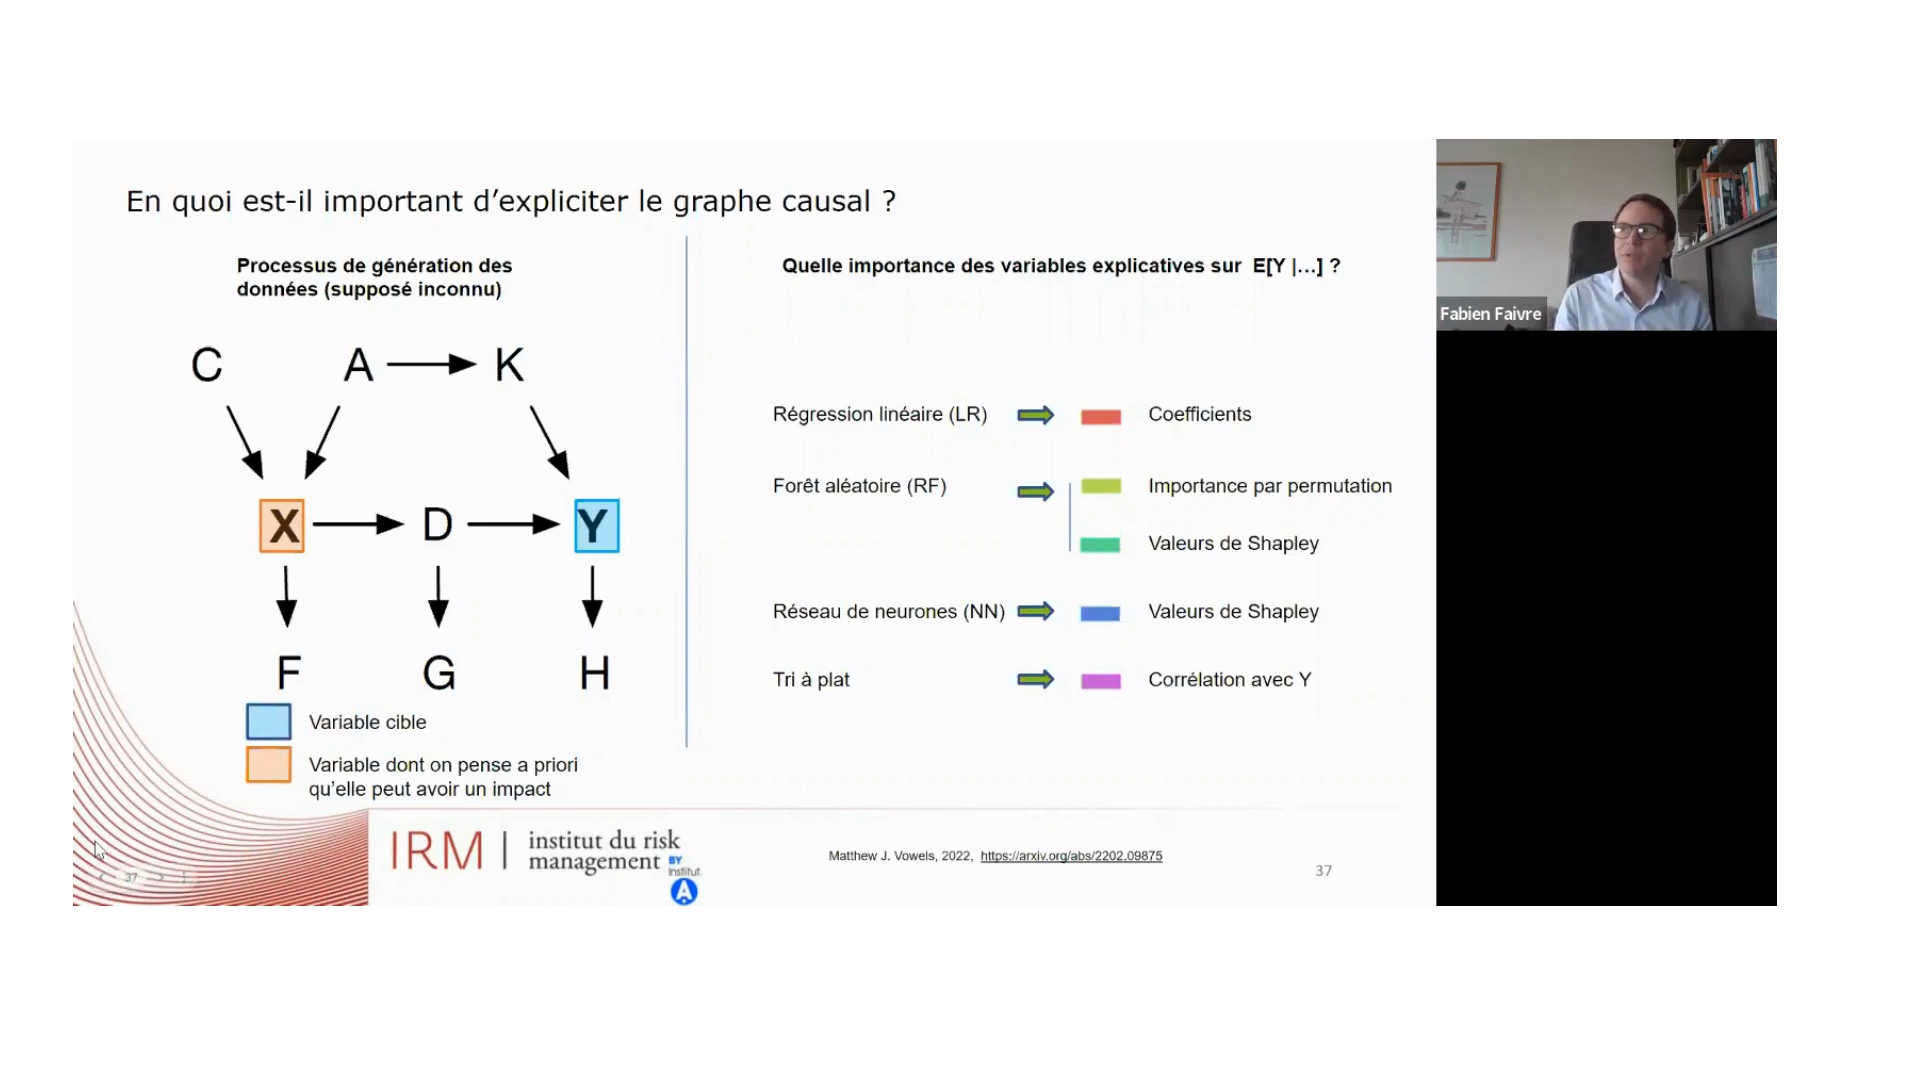 En quoi est-il important d’expliciter le graphe causal ?
Processus de génération des
données (supposé inconnu)
C
A
K
X
D
Y
F
G
H
Variable cible
Variable dont on pense a priori
qu’elle peut avoir un impact
Quelle importance des variables explicatives sur E[Y |...] ?
Régression linéaire (LR)
Coefficients
Forêt aléatoire (RF)
Importance par permutation
Valeurs de Shapley
Réseau de neurones (NN)
Valeurs de Shapley
Tri à plat
Corrélation avec Y
Fabien Faivre
IRM | institut du risk
management
BY
Institut.
A
Matthew J. Vowels, 2022, https://arxiv.org/abs/2202.09875
37
37